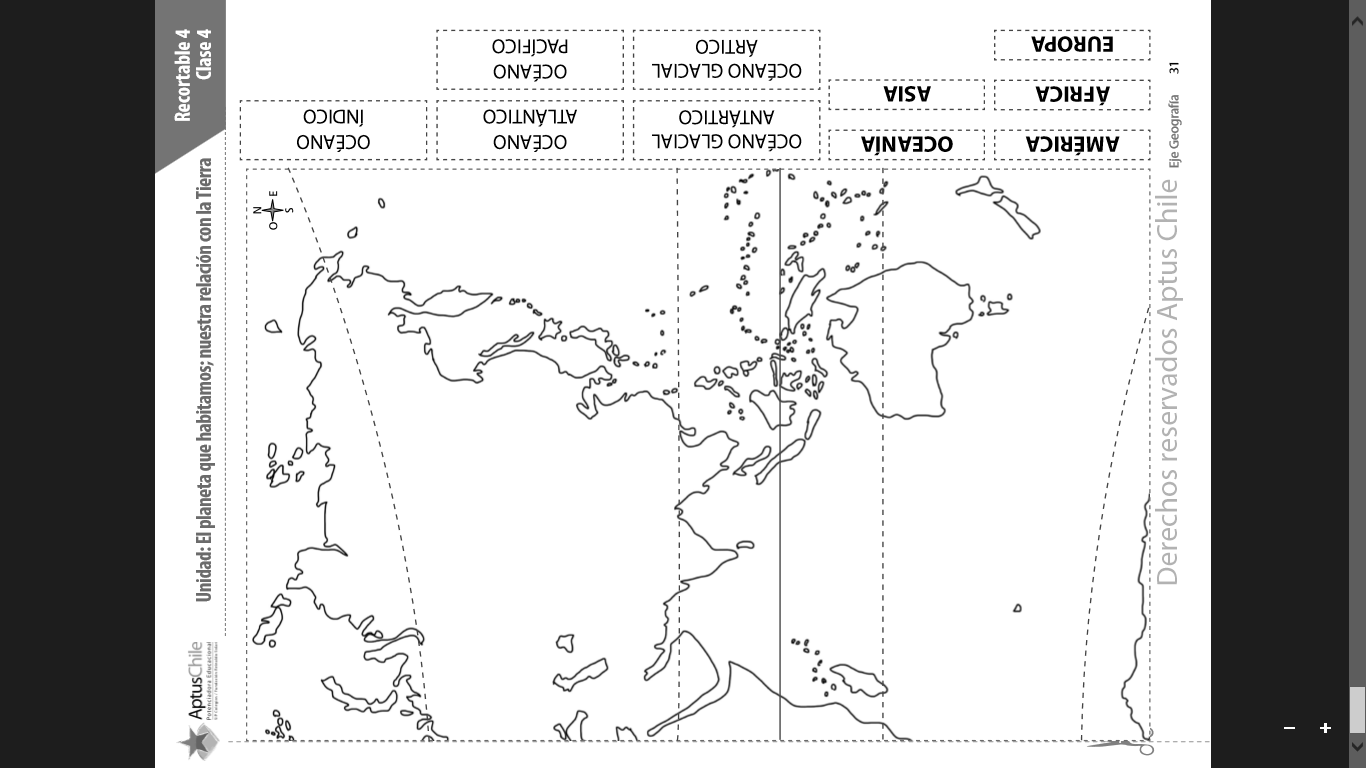 Recortable 4
Clase 4
Unidad: El planeta que habitamos; nuestra relación con la Tierra
AptusChile
Potenciadora Educacional
OCÉANO
PACÍFICO
OCÉANO GLACIAL
ÁRTICO
OCÉANO
ÍNDICO
OCÉANO
ATLÁNTICO
OCÉANO GLACIAL
ANTÁRTICO
EUROPA
ASIA
ÁFRICA
OCEANÍA
AMÉRICA
N
E
S
O
Eje Geografía 31
Derechos reservados Aptus Chile